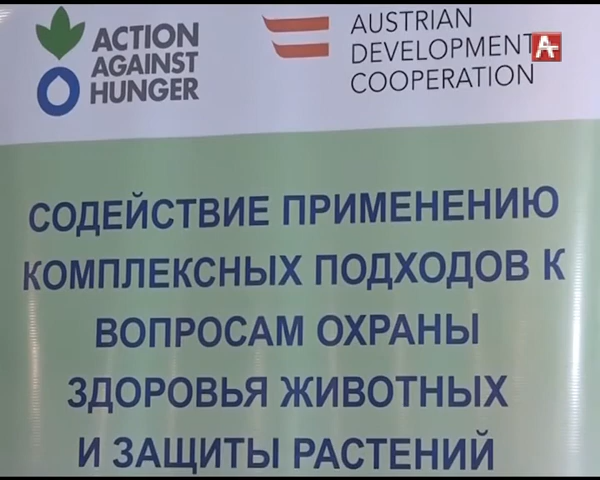 ACTION
AGAINST
HUNGER
AUSTRIAN
DEVELOPMENT
COOPERATION
СОДЕЙСТВИЕ ПРИМЕНЕНИЮ
КОМПЛЕКСНЫХ ПОДХОДОВ К
ВОПРОСАМ ОХРАНЫ
ЗДОРОВЬЯ ЖИВОТНЫХ
И ЗАЩИТЫ РАСТЕНИЙ